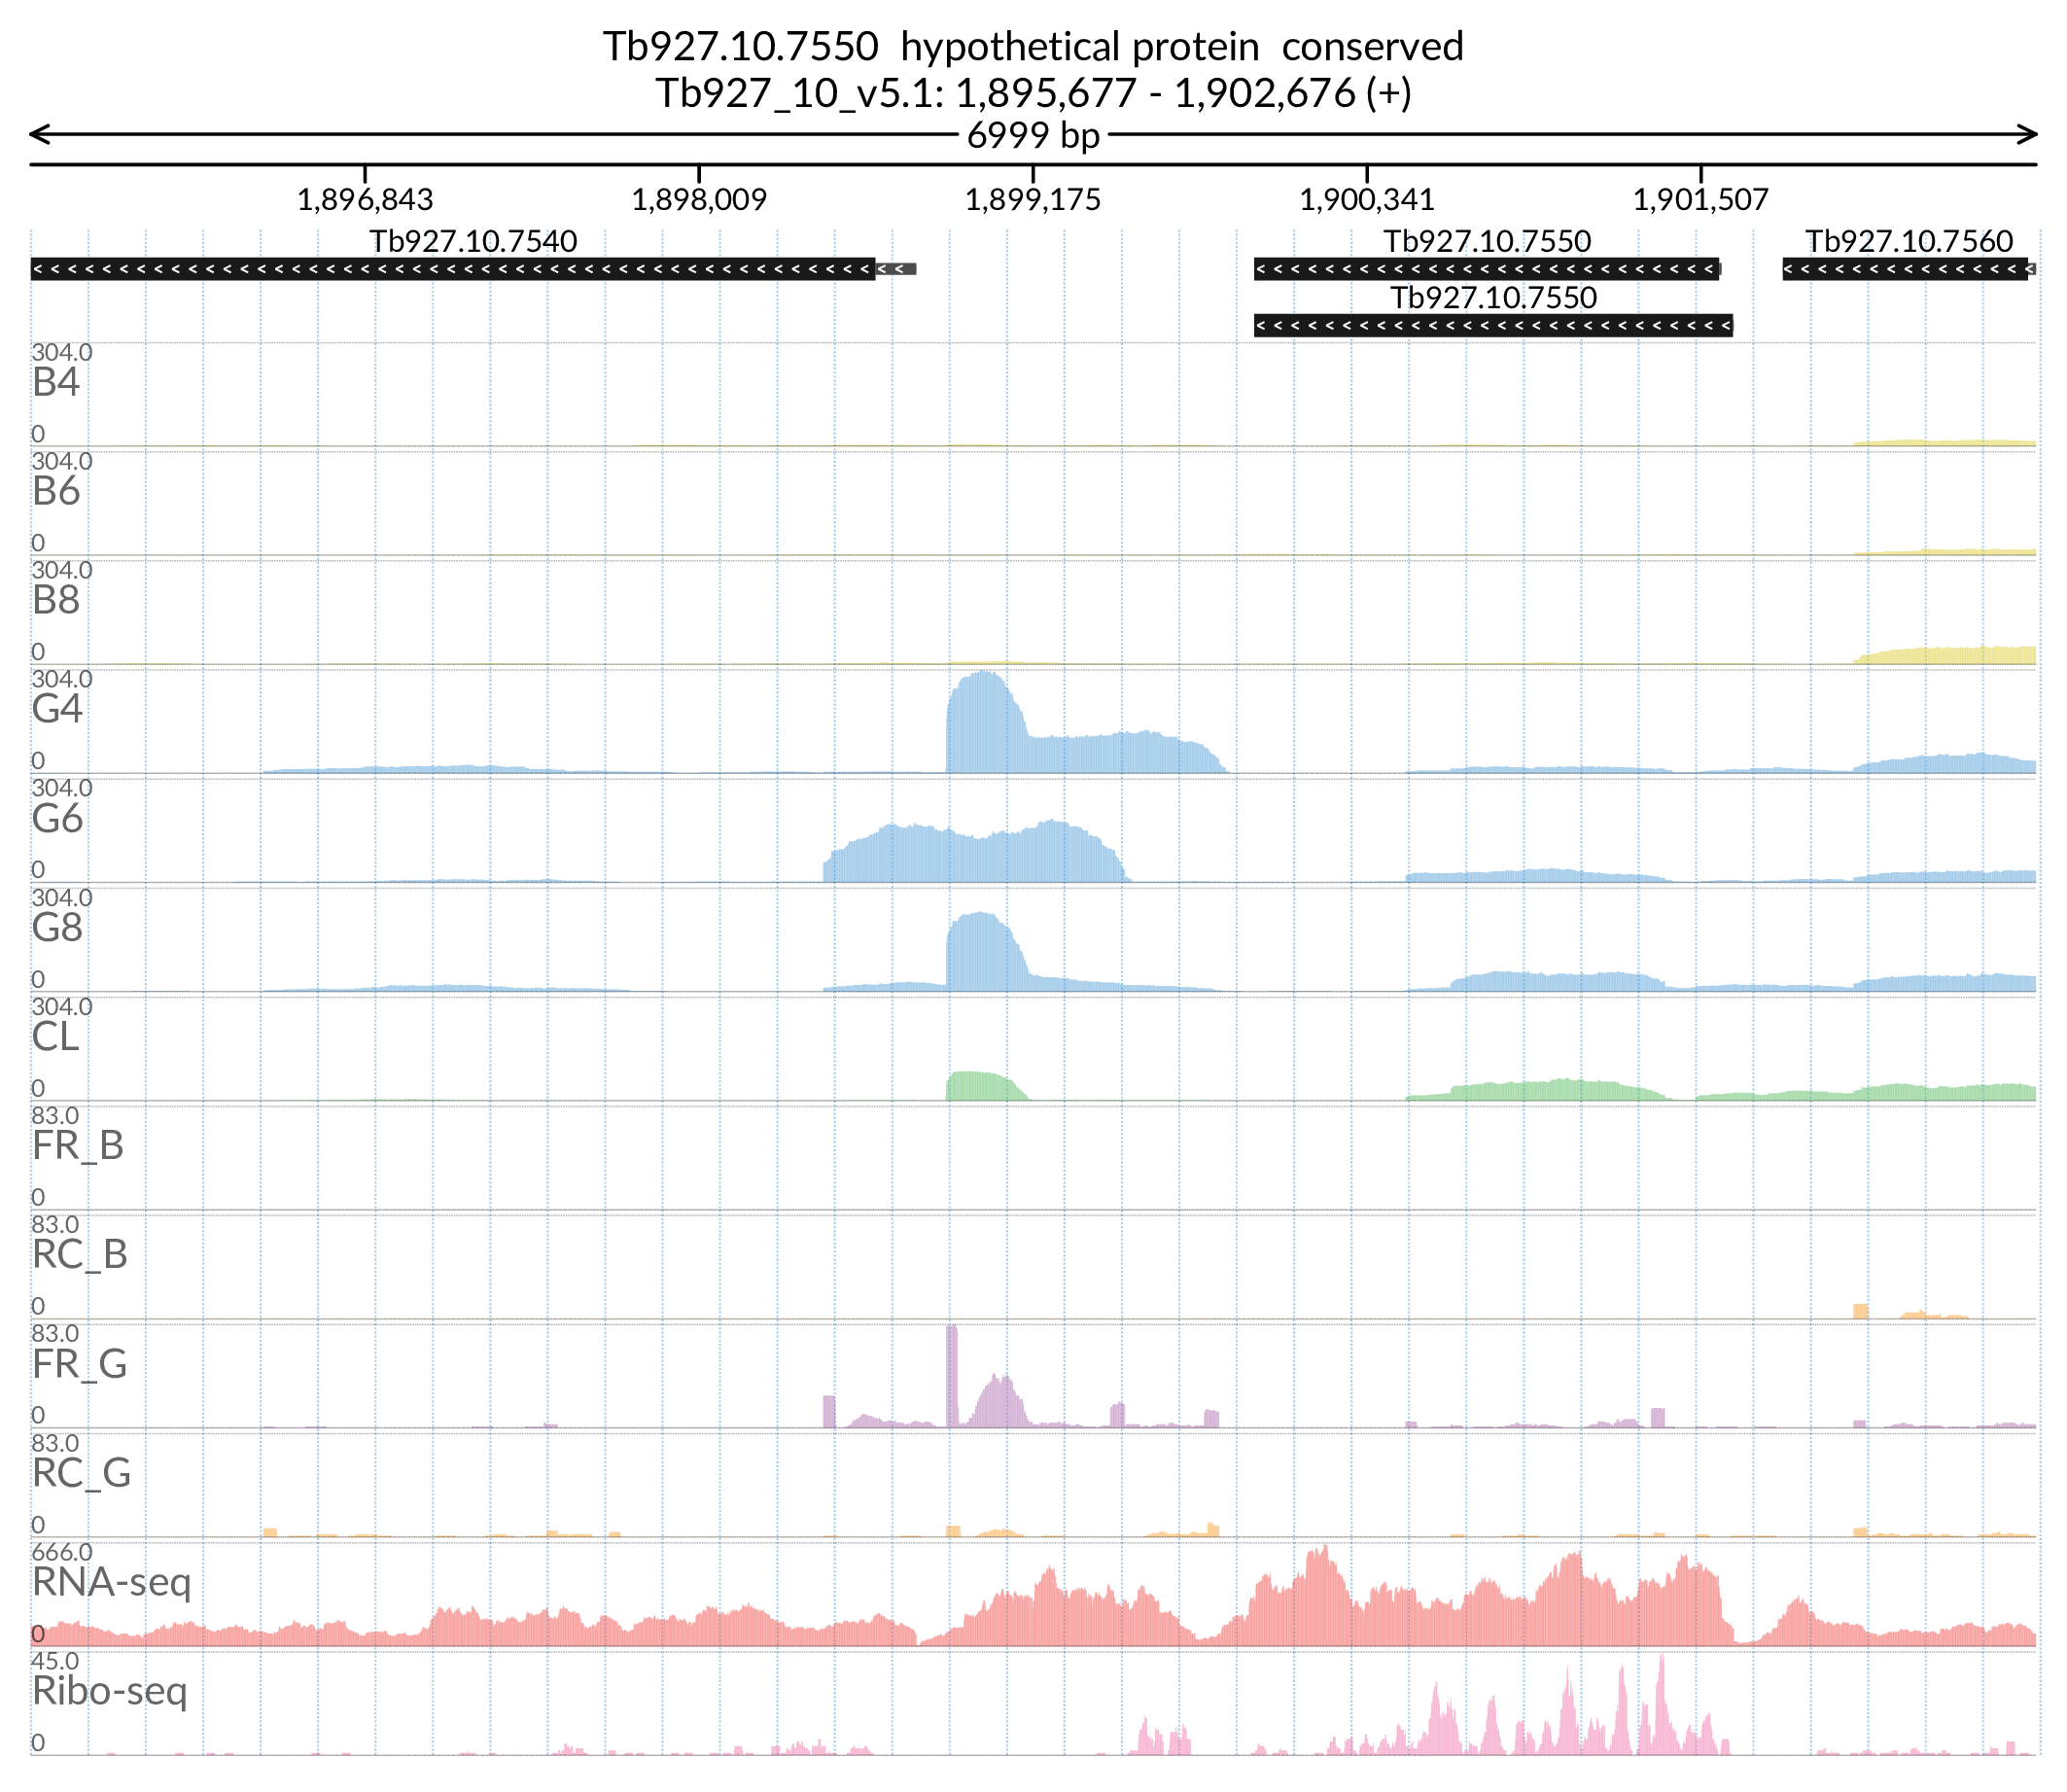 Tb927.10.7550  hypothetical protein  conserved
Tb927_10_v5.1: 1,895,677 - 1,902,676 (+)
6999 bp
1,896,843 1,898,009 1,899,175 1,900,341 1,901,507
Tb927.10.7540 Tb927.10.7550 Tb927.10.7560
Tb927.10.7550
304.0
B4
0
304.0
B6
0
304.0
B8
0
304.0
G4
0
304.0
G6
0
304.0
G8
0
304.0
CL
0
83.0
FR_B
0
83.0
RC_B
0
83.0
FR_G
0
83.0
RC_G
0
666.0
RNA-seq
0
45.0
Ribo-seq
0